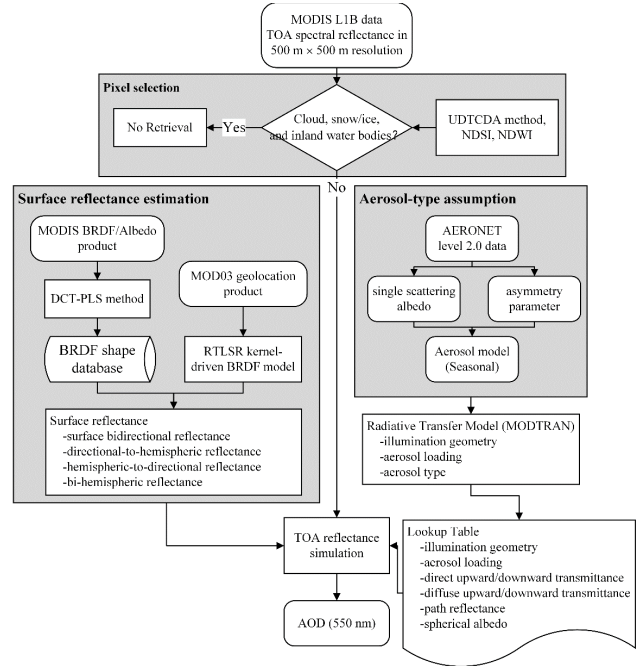 MODIS L1B data
TOA spectral reflectance in
500 m × 500 m resolution
Pixel selection
No Retrieval
Yes
Cloud, snow/ice,
and inland water bodies?
UDTCDA method,
NDSI, NDWI
No
Surface reflectance estimation
MODIS BRDF/Albedo
product
DCT-PLS method
BRDF shape
database
MOD03 geolocation
product
RTLSR kernel-
driven BRDF model
Surface reflectance
-surface bidirectional reflectance
-directional-to-hemispheric reflectance
-hemispheric-to-directional reflectance
-bi-hemispheric reflectance
Aerosol-type assumption
AERONET
level 2.0 data
single scattering
albedo
asymmetry
parameter
Aerosol model
(Seasonal)
Radiative Transfer Model (MODTRAN)
-illumination geometry
-aerosol loading
-aerosol type
Lookup Table
-illumination geometry
-aerosol loading
-direct upward/downward transmittance
-diffuse upward/downward transmittance
-path reflectance
-spherical albedo
TOA reflectance
simulation
AOD (550 nm)